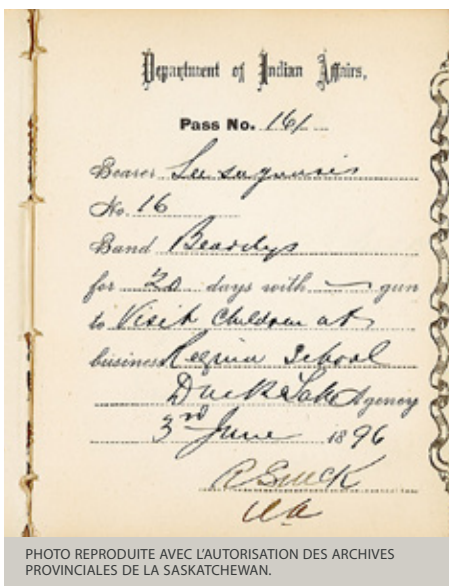 Department of Indian Affairs,
Pass No. 161
Bearer
No. 16
Band Beardys
for 20 days with — gun
to Visit Children at
business Regina School
Duck Lake Agency
3rd June 1896
PHOTO REPRODUITE AVEC L'AUTORISATION DES ARCHIVES
PROVINCIALES DE LA SASKATCHEWAN.